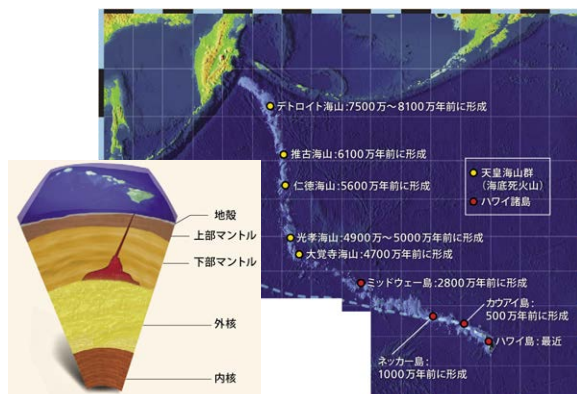 デトロイト海山:7500万〜8100万年前に形成
推古海山:6100万年前に形成
仁徳海山:5600万年前に形成
天皇海山群
(海底死火山)
ハワイ諸島
光孝海山:4900万〜5000万年前に形成
大覚寺海山:4700万年前に形成
ミッドウェー島:2800万年前に形成
カウアイ島:
500万年前に形成
ハワイ島:最近
ネッカー島:
1000万年前に形成
地殻
上部マントル
下部マントル
外核
内核